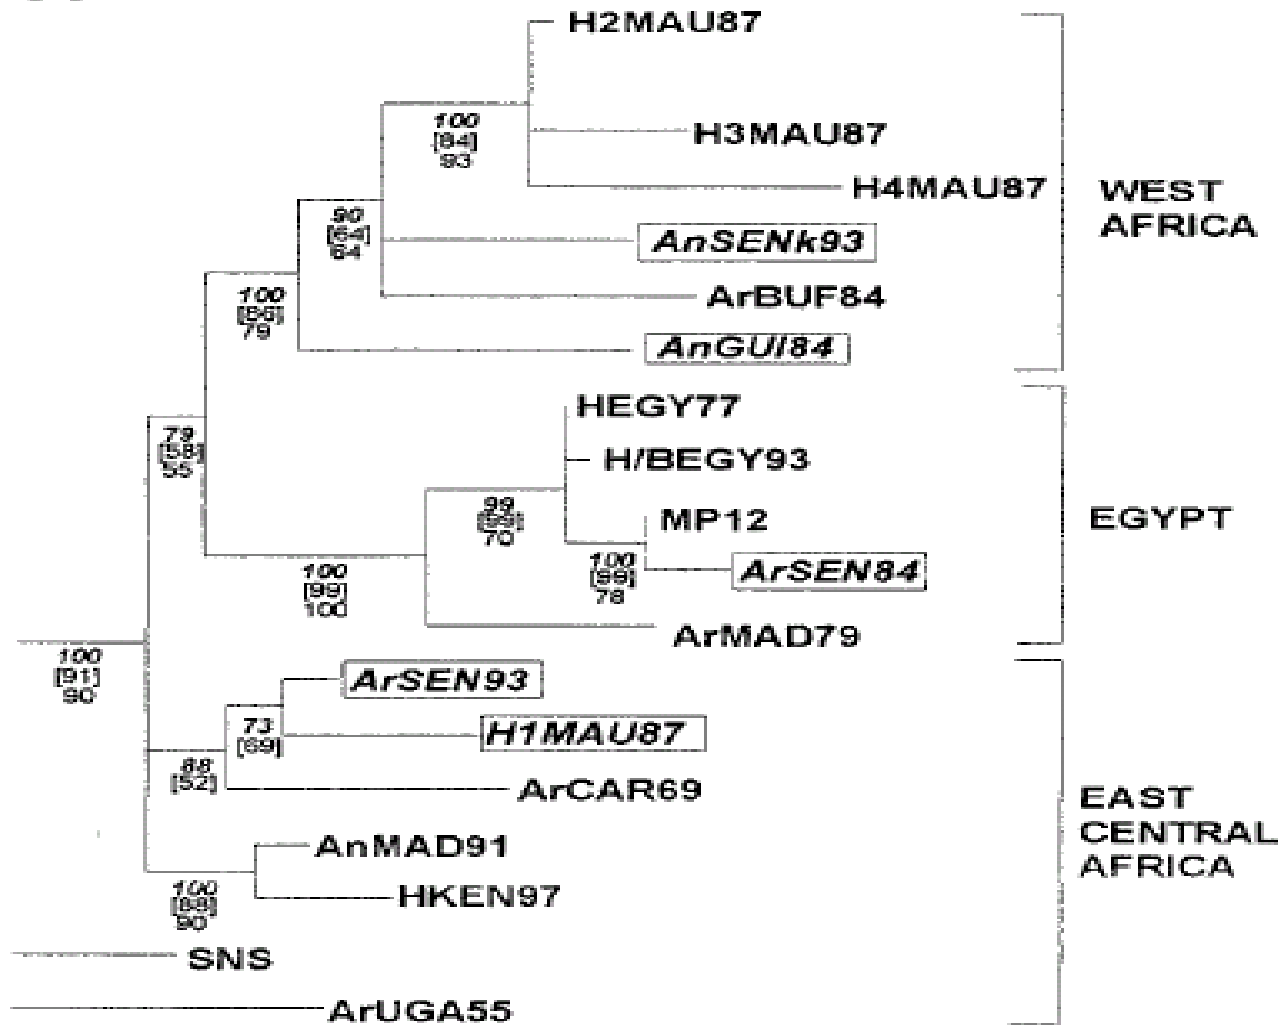 H2MAU87
100
[84]
93
H3MAU87
H4MAU87
WEST
AFRICA
90
[64]
64
AnSENk93
ArBUF84
100
[86]
79
AnGUI84
HEGY77
79
[58]
55
H/BEGY93
99
70
MP12
EGYPT
100
[99]
78
ArSEN84
100
[99]
100
ArMAD79
100
[91]
90
ArSEN93
73
[69]
H1MAU87
88
[52]
ArCAR69
EAST
CENTRAL
AFRICA
AnMAD91
100
[88]
90
HKEN97
SNS
ArUGA55